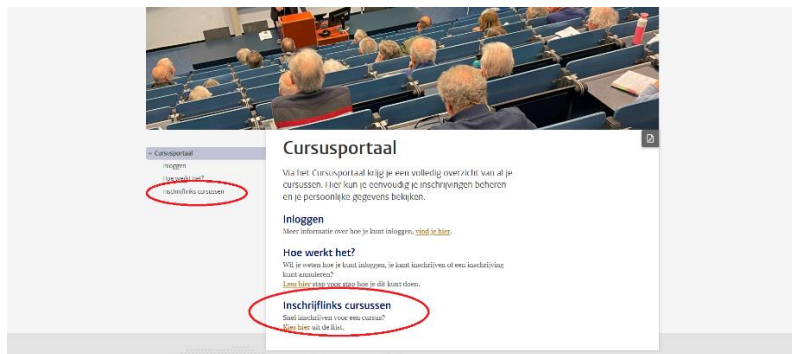 Cursusportaal
Inloggen
Hoe werkt het?
Inschrijflinks cursussen
Cursusportaal
Via het Cursusportaal krijg je een volledig overzicht van al je
cursussen. Hier kun je eenvoudig je inschrijvingen beheren
en je persoonlijke gegevens bekijken.
Inloggen
Meer informatie over hoe je kunt inloggen, vind je hier.
Hoe werkt het?
Wil je weten hoe je kunt inloggen, je kunt inschrijven of een inschrijving
kunt annuleren?
Lees hier stap voor stap hoe je dit kunt doen.
Inschrijflinks cursussen
Snel inschrijven voor een cursus?
Kies hier uit de lijst.